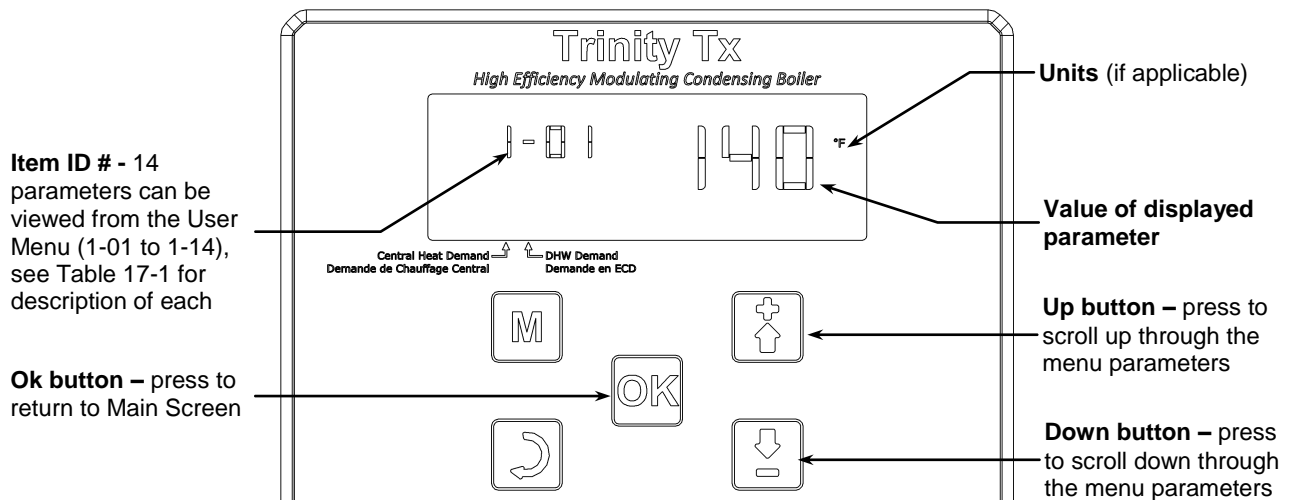 Trinity Tx
High Efficiency Modulating Condensing Boiler
Units (if applicable)
1-01
140 °F
Item ID # - 14
parameters can be
viewed from the User
Menu (1-01 to 1-14),
see Table 17-1 for
description of each
Value of displayed
parameter
Central Heat Demand
Demande de Chauffage Central
DHW Demand
Demande en ECD
M
Up button – press to
scroll up through the
menu parameters
Ok button – press to
return to Main Screen
OK
Down button – press
to scroll down through
the menu parameters